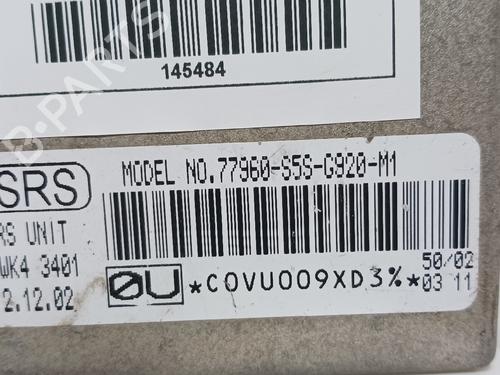 145484
SRS
MODEL NO.77960-S5S-G920-M1
RS UNIT
WK4 3401
2.12.02
0U
*C0VU009XD3%*
50/02
03 11
B-PARTS